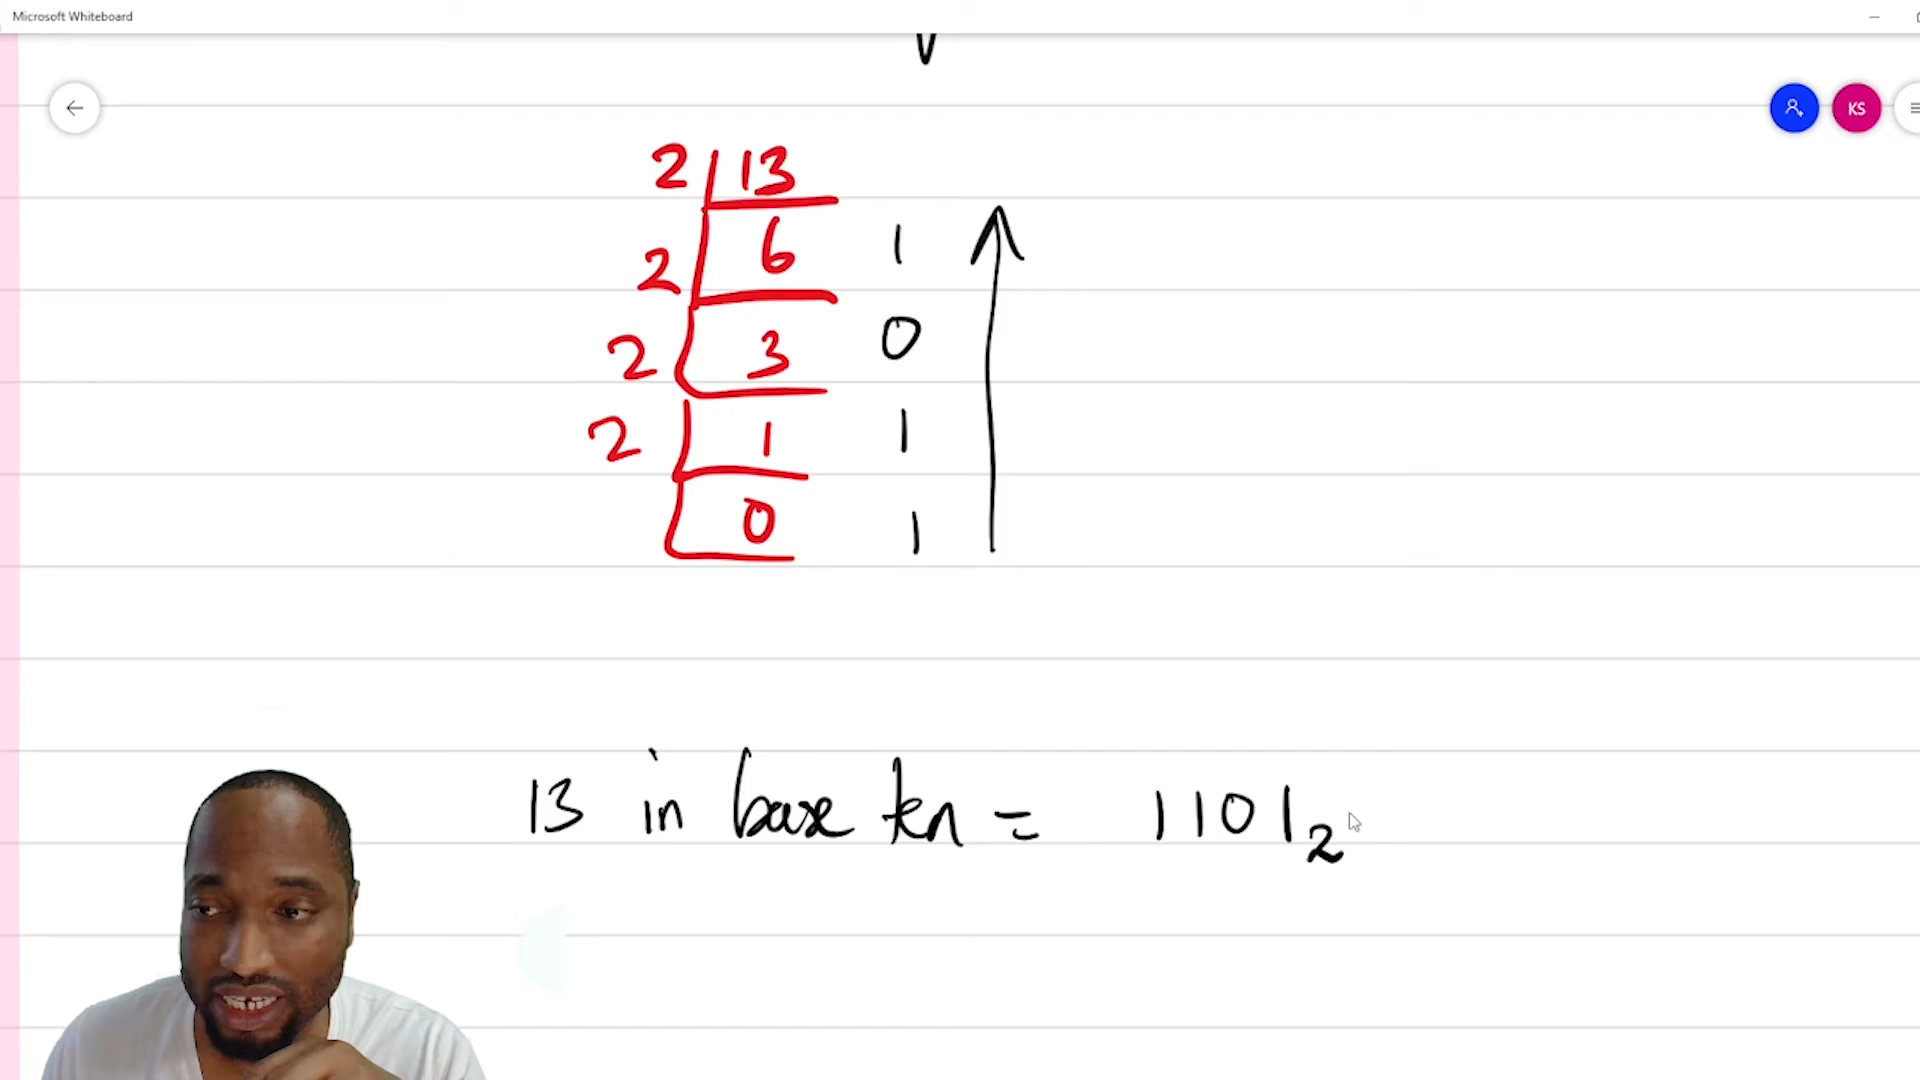 Microsoft Whiteboard
KS
2 13
2 6 1
2 3 0
2 1 1
0 1
13 in base ten = 1101₂